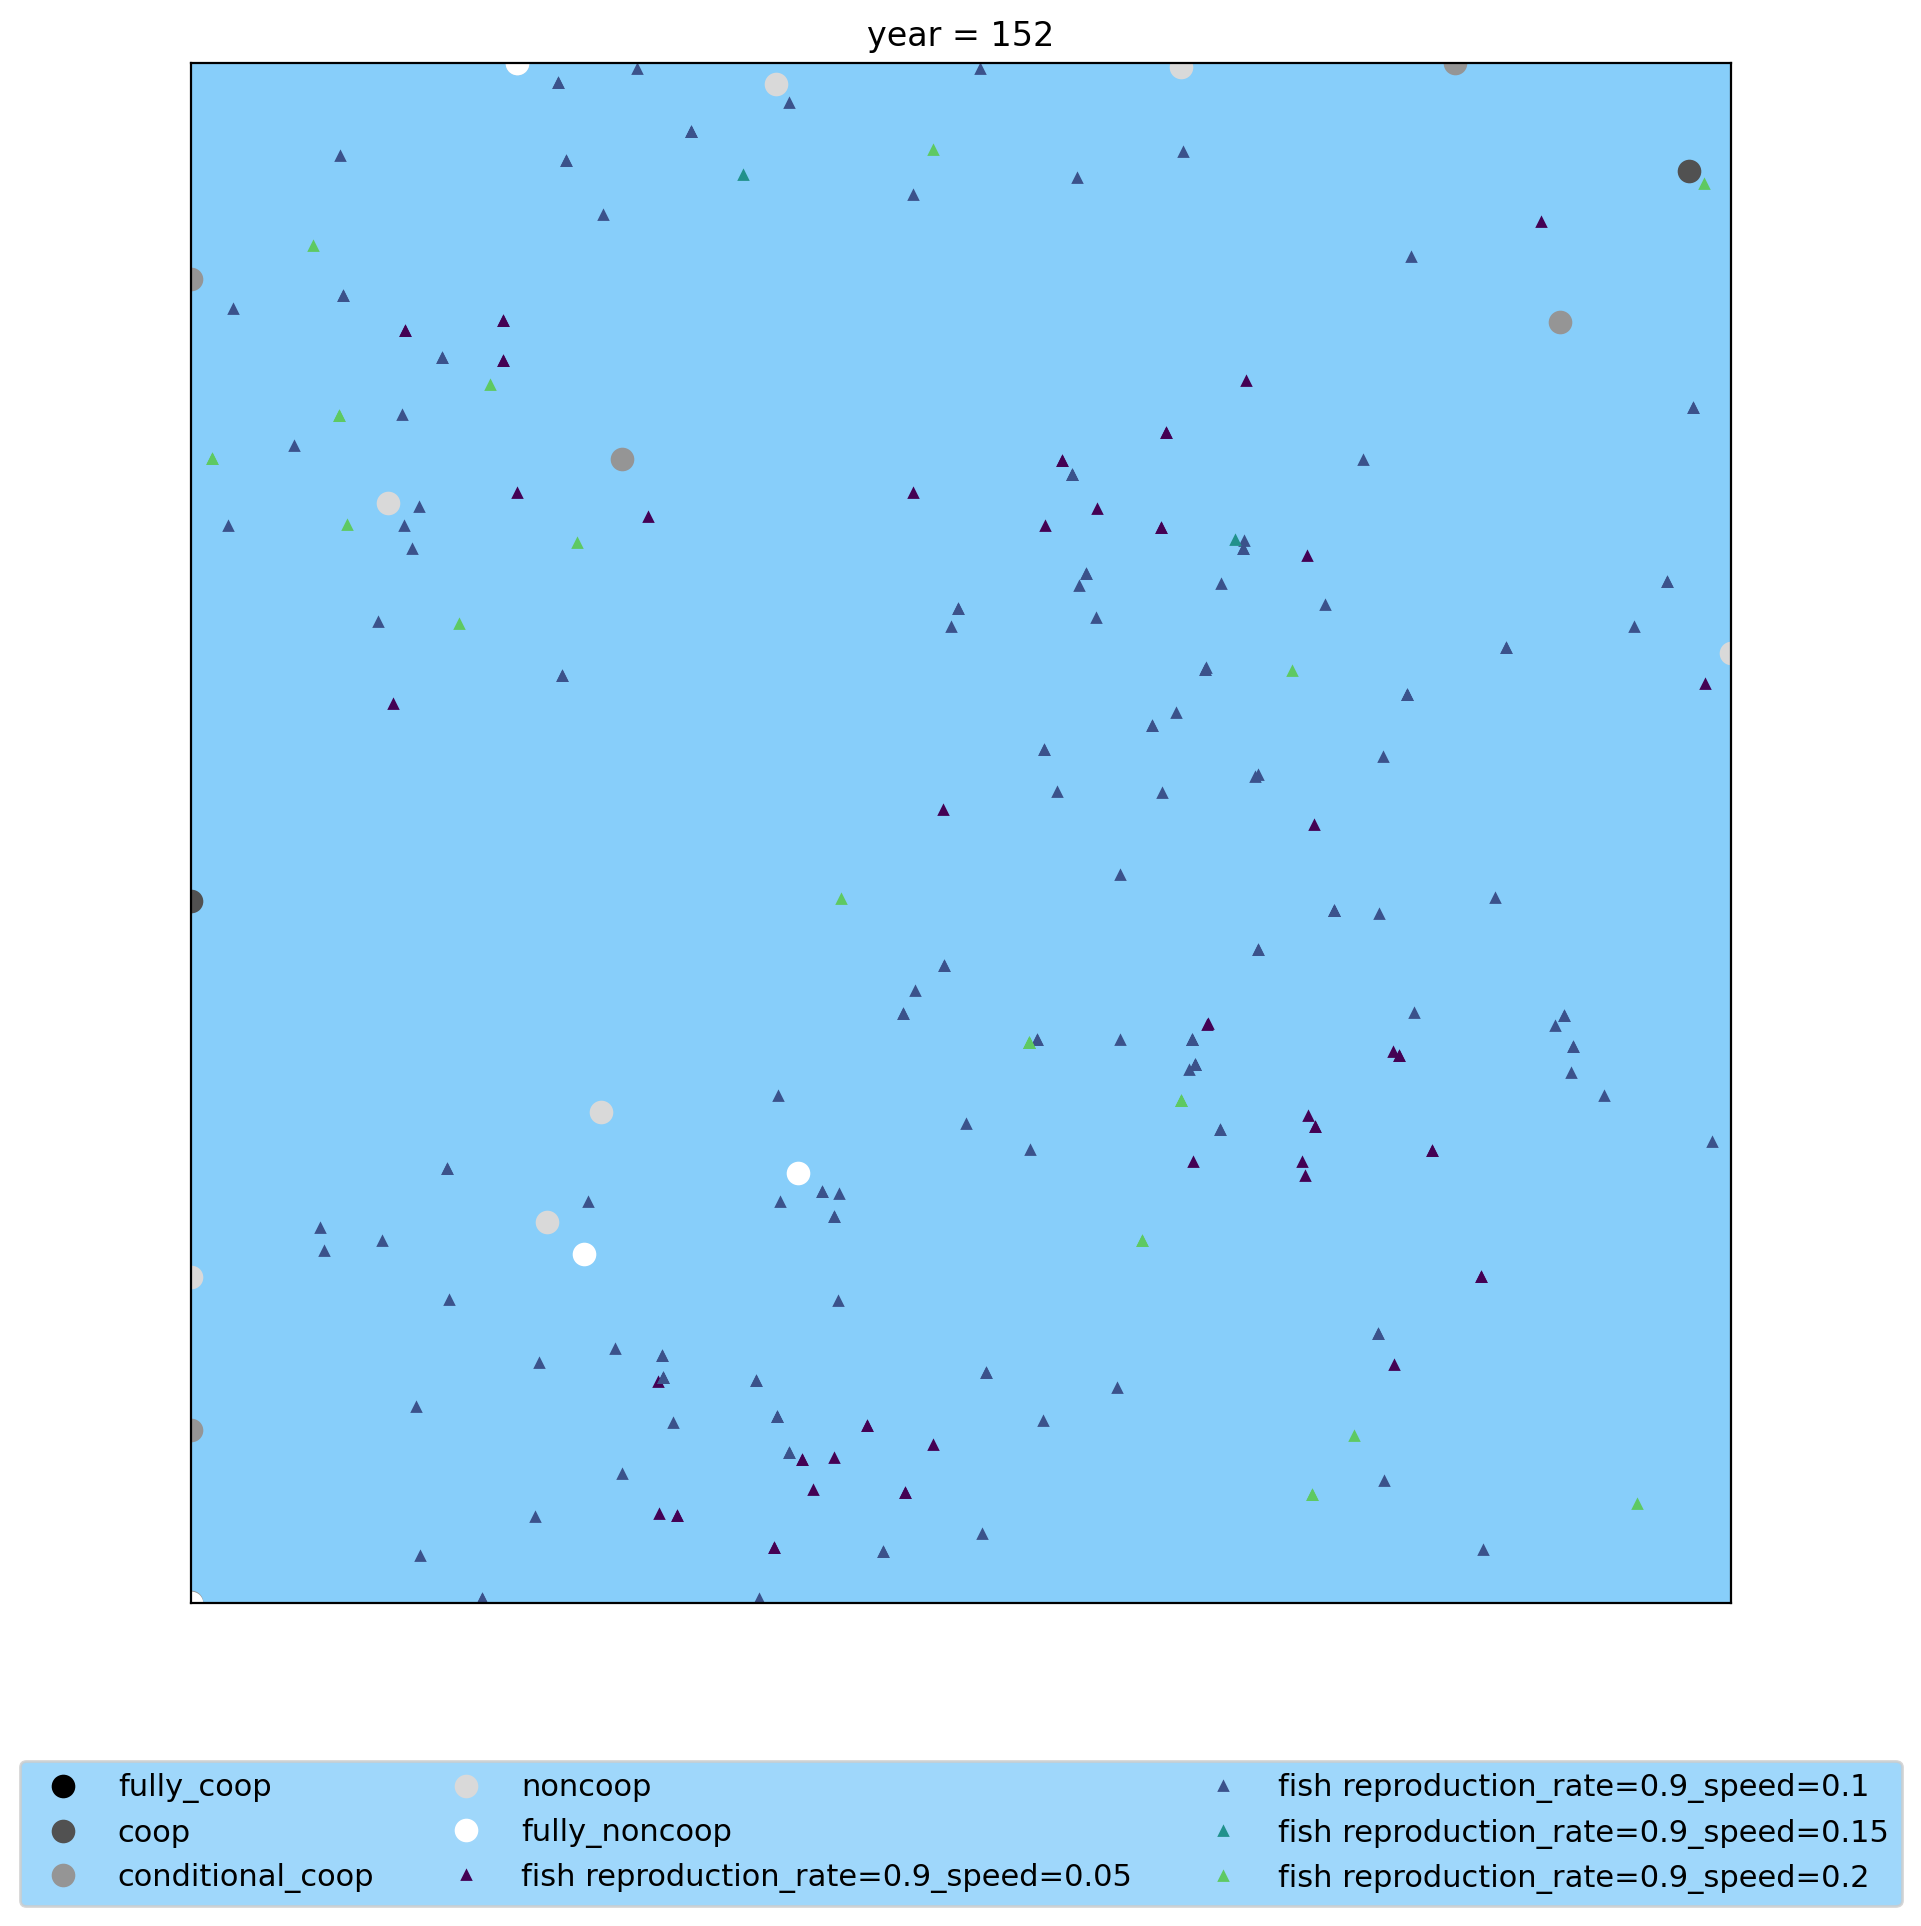 year = 152
fully_coop
coop
conditional_coop
noncoop
fully_noncoop
fish reproduction_rate=0.9_speed=0.05
fish reproduction_rate=0.9_speed=0.1
fish reproduction_rate=0.9_speed=0.15
fish reproduction_rate=0.9_speed=0.2